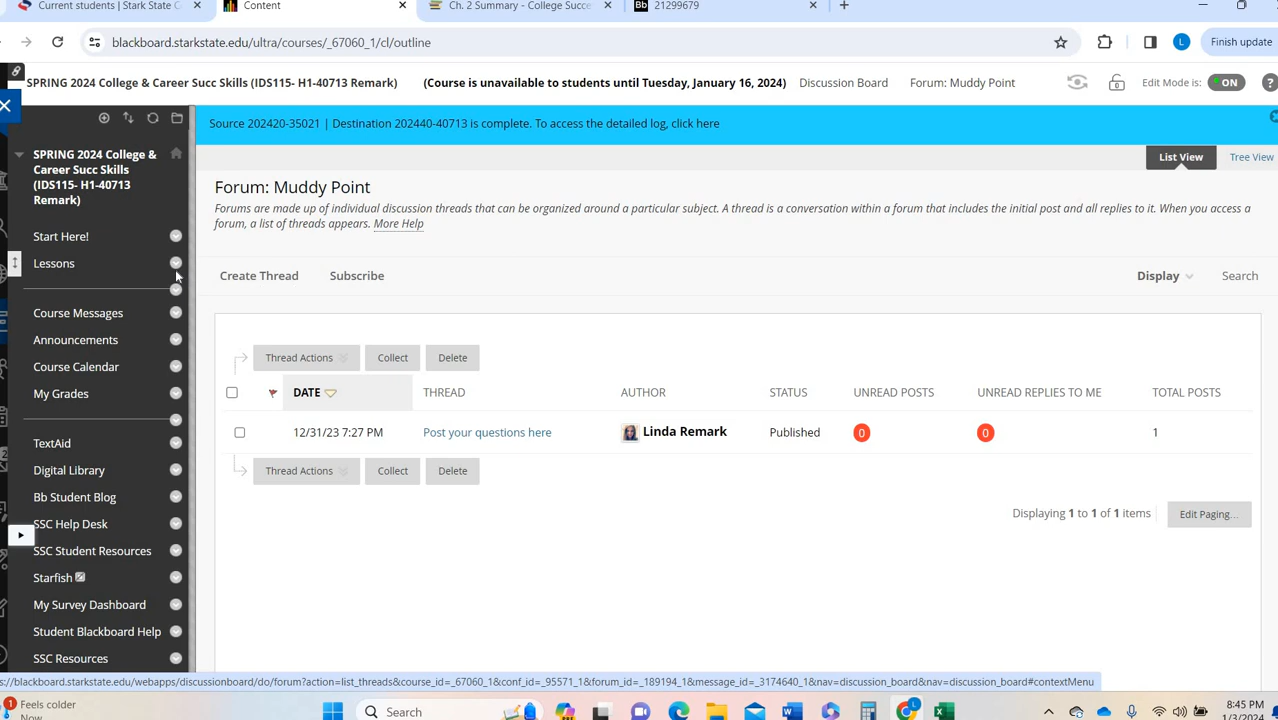 Current students | Stark State C
Content
Ch. 2 Summary - College Succe
Bb 21299679
blackboard.starkstate.edu/ultra/courses/_67060_1/cl/outline
L
Finish update
SPRING 2024 College & Career Succ Skills (IDS115- H1-40713 Remark)
(Course is unavailable to students until Tuesday, January 16, 2024)
Discussion Board
Forum: Muddy Point
Edit Mode is:
ON
?
Source 202420-35021 | Destination 202440-40713 is complete. To access the detailed log, click here
SPRING 2024 College &
Career Succ Skills
(IDS115- H1-40713
Remark)
Start Here!
Lessons
Course Messages
Announcements
Course Calendar
My Grades
TextAid
Digital Library
Bb Student Blog
SSC Help Desk
SSC Student Resources
Starfish
My Survey Dashboard
Student Blackboard Help
SSC Resources
List View
Tree View
Forum: Muddy Point
Forums are made up of individual discussion threads that can be organized around a particular subject. A thread is a conversation within a forum that includes the initial post and all replies to it. When you access a
forum, a list of threads appears. More Help
Create Thread
Subscribe
Display
Search
Thread Actions
Collect
Delete
DATE
THREAD
AUTHOR
STATUS
UNREAD POSTS
UNREAD REPLIES TO ME
TOTAL POSTS
12/31/23 7:27 PM
Post your questions here
Linda Remark
Published
0
0
1
Thread Actions
Collect
Delete
Displaying 1 to 1 of 1 items
Edit Paging...
s://blackboard.starkstate.edu/webapps/discussionboard/do/forum?action=list_threads&course_id=_67060_1&conf_id=_95571_1&forum_id=_189194_1&message_id=_3174640_1&nav=discussion_board&nav=discussion_board#contextMenu
1
Feels colder
Now
Search
L
8:45 PM
1/3/2024